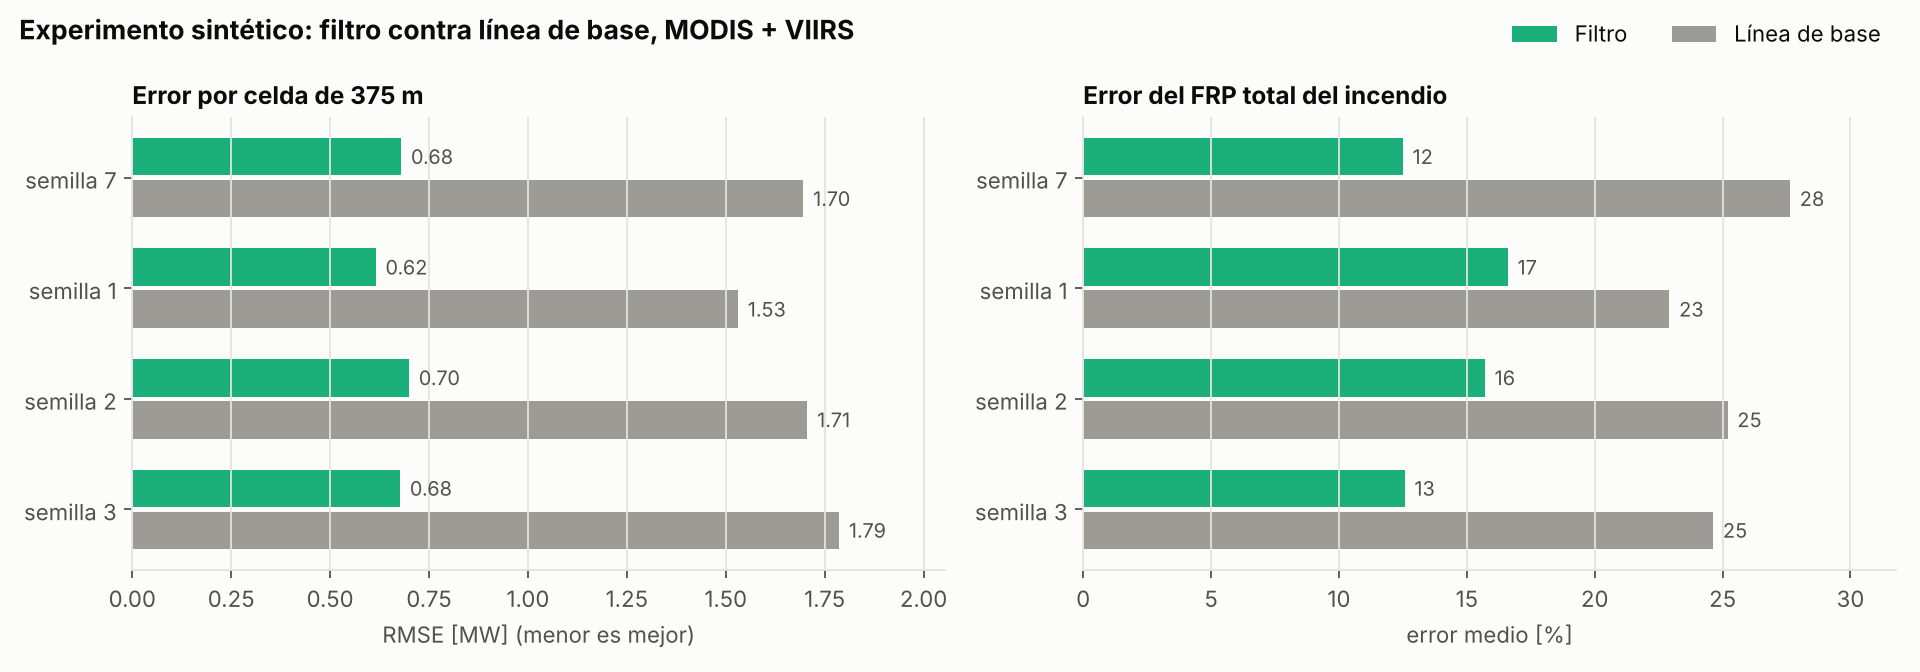 Experimento sintético: filtro contra línea de base, MODIS + VIIRS
Filtro
Línea de base
Error por celda de 375 m
semilla 7
0.68
1.70
semilla 1
0.62
1.53
semilla 2
0.70
1.71
semilla 3
0.68
1.79
0.00 0.25 0.50 0.75 1.00 1.25 1.50 1.75 2.00
RMSE [MW] (menor es mejor)
Error del FRP total del incendio
semilla 7
12
28
semilla 1
17
23
semilla 2
16
25
semilla 3
13
25
0 5 10 15 20 25 30
error medio [%]